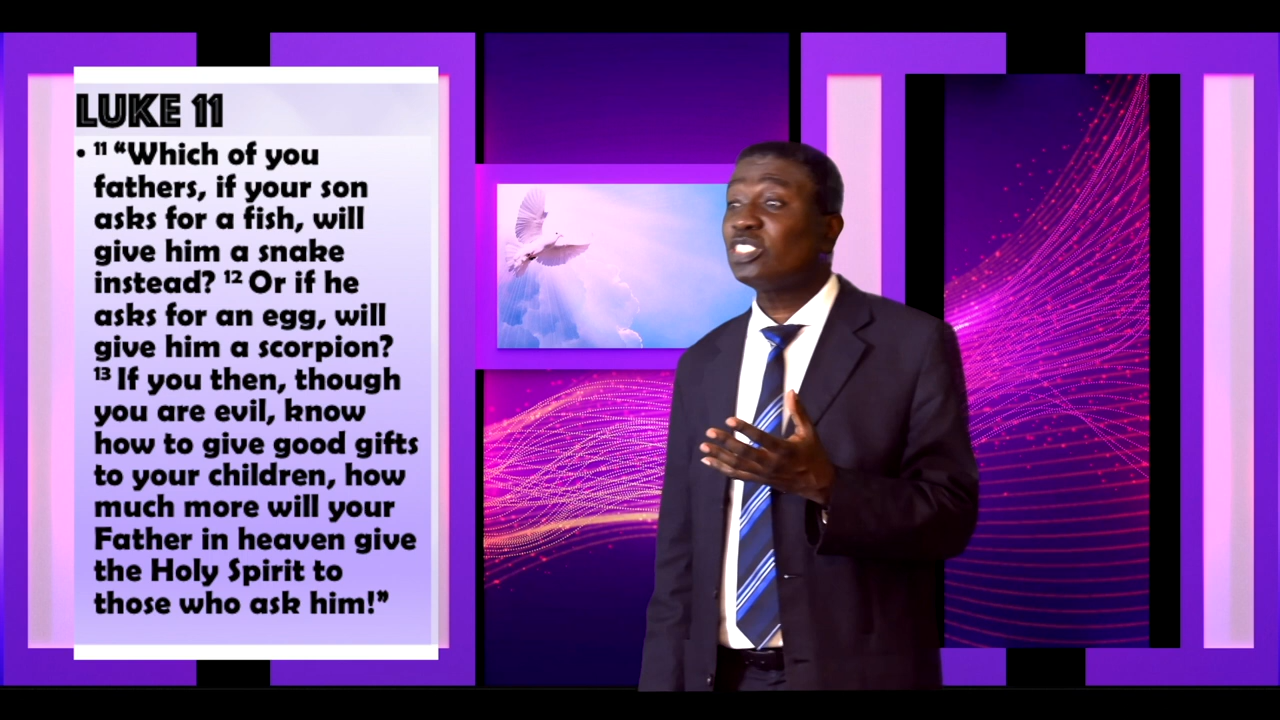 LUKE 11
• ¹¹ “Which of you
fathers, if your son
asks for a fish, will
give him a snake
instead? ¹² Or if he
asks for an egg, will
give him a scorpion?
¹³ If you then, though
you are evil, know
how to give good gifts
to your children, how
much more will your
Father in heaven give
the Holy Spirit to
those who ask him!”